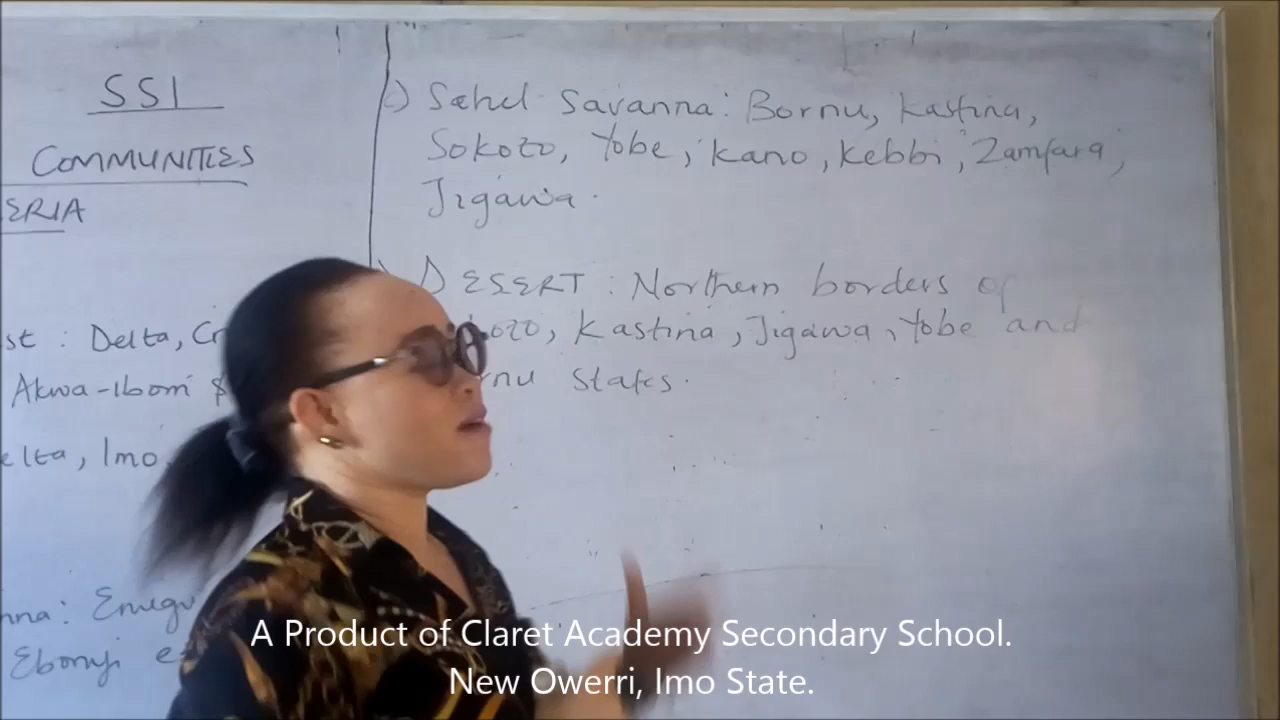 SS1
COMMUNITIES
ERIA
st : Delta, Cr
Akwa-Ibom &
elta, Imo
nna: Enugu
Ebonyi e
) Sahel Savanna: Bornu, Kastina,
Sokoto, Yobe, Kano, Kebbi, Zamfara,
Jigawa.
) DESERT : Northern borders of
koto, Kastina, Jigawa, Yobe and
rnu states.
A Product of Claret Academy Secondary School.
New Owerri, Imo State.